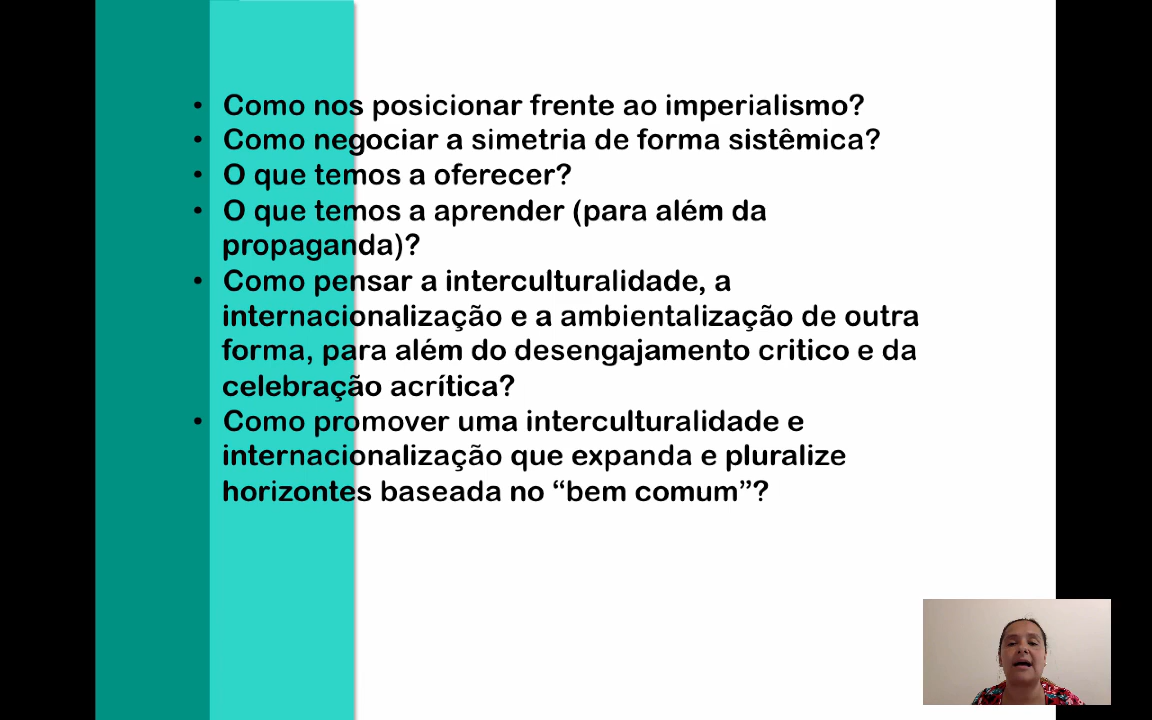 • Como nos posicionar frente ao imperialismo?
• Como negociar a simetria de forma sistêmica?
• O que temos a oferecer?
• O que temos a aprender (para além da
propaganda)?
• Como pensar a interculturalidade, a
internacionalização e a ambientalização de outra
forma, para além do desengajamento critico e da
celebração acrítica?
• Como promover uma interculturalidade e
internacionalização que expanda e pluralize
horizontes baseada no “bem comum”?